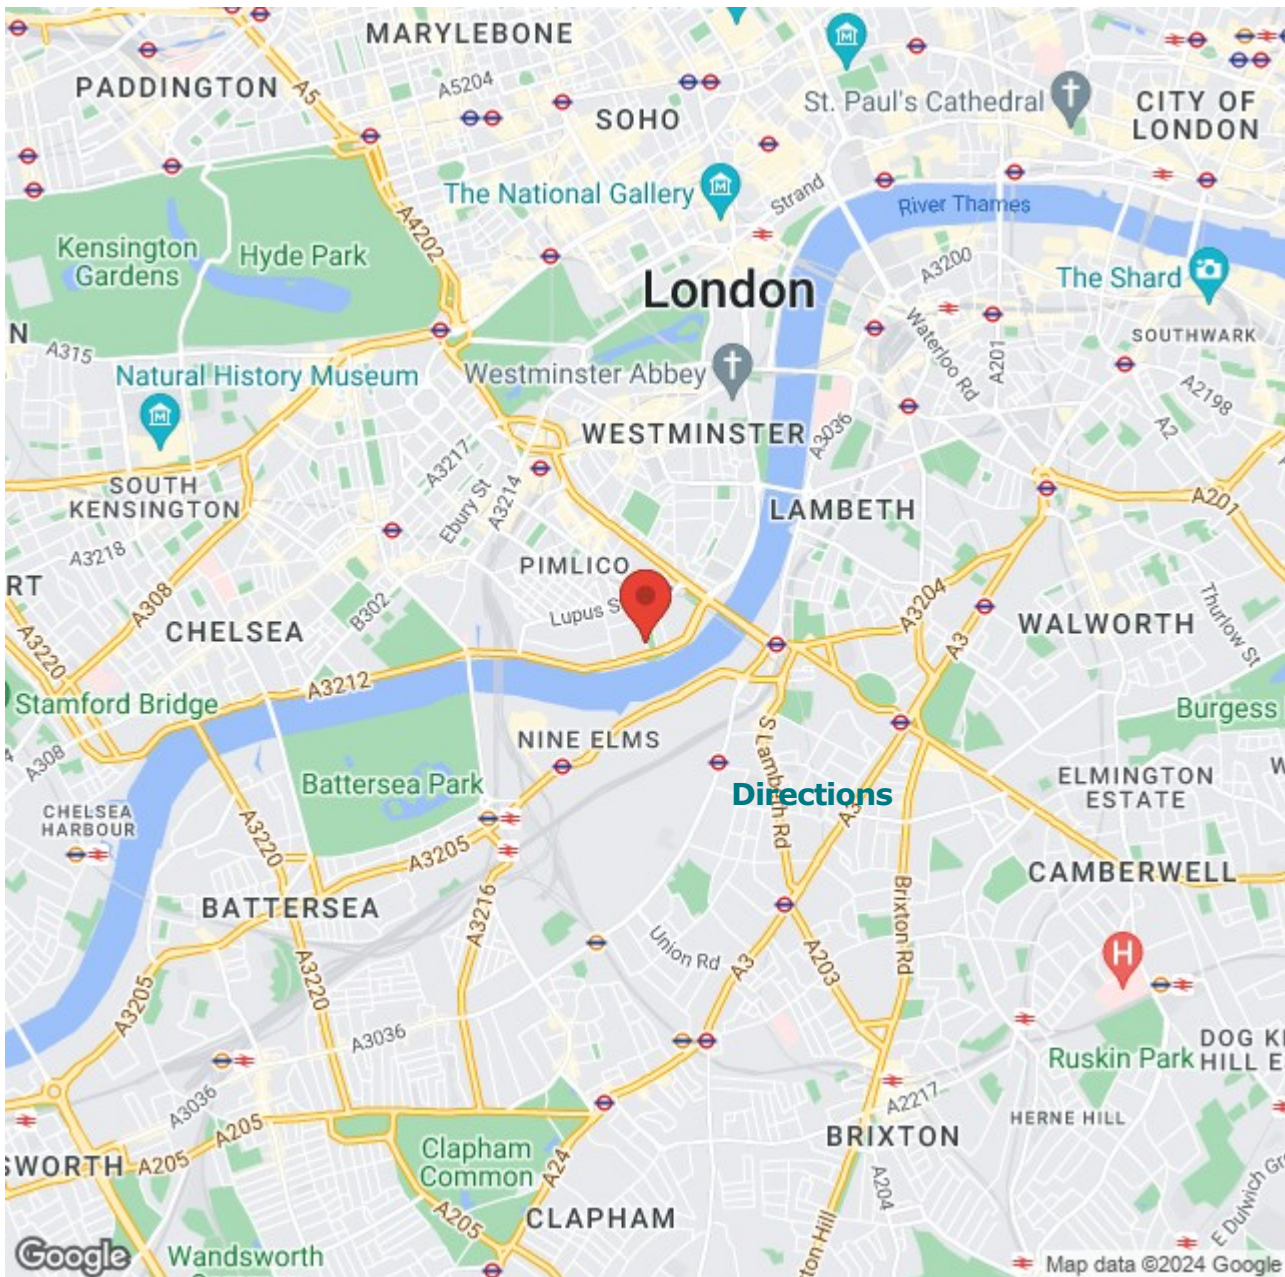 MARYLEBONE
PADDINGTON
A5
A5204
SOHO
St. Paul's Cathedral
CITY OF
LONDON
The National Gallery
Strand
River Thames
A4202
Kensington
Gardens
Hyde Park
A3200
The Shard
London
N
A315
Waterloo Rd
A201
SOUTHWARK
Natural History Museum
Westminster Abbey
A2198
A2
WESTMINSTER
A3036
A3217
Ebury St
A3214
SOUTH
KENSINGTON
LAMBETH
A201
A3218
PIMLICO
RT
A308
B302
Lupus S
A3204
Thurlow St
CHELSEA
WALWORTH
A3
A3220
A3212
Stamford Bridge
Burgess
A308
4
S Lambeth Rd
NINE ELMS
Battersea Park
Directions
ELMINGTON
ESTATE
W
CHELSEA
HARBOUR
A3
A3220
A3205
CAMBERWELL
BATTERSEA
A3216
Brixton Rd
H
Union Rd
A3
A203
A3220
A3205
A3036
DOG K
HILL E
Ruskin Park
A3036
A205
A2217
HERNE HILL
BRIXTON
SWORTH
A205
Clapham
Common
A24
A204
E Dulwich Gr
A205
CLAPHAM
ton Hill
Google
Wandsworth
Map data ©2024 Google